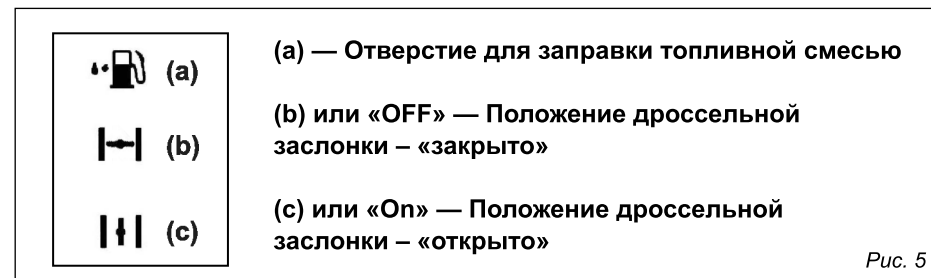 (a)
(b)
(c)
(a) — Отверстие для заправки топливной смесью
(b) или «OFF» — Положение дроссельной
заслонки – «закрыто»
(c) или «On» — Положение дроссельной
заслонки – «открыто»
Рис. 5